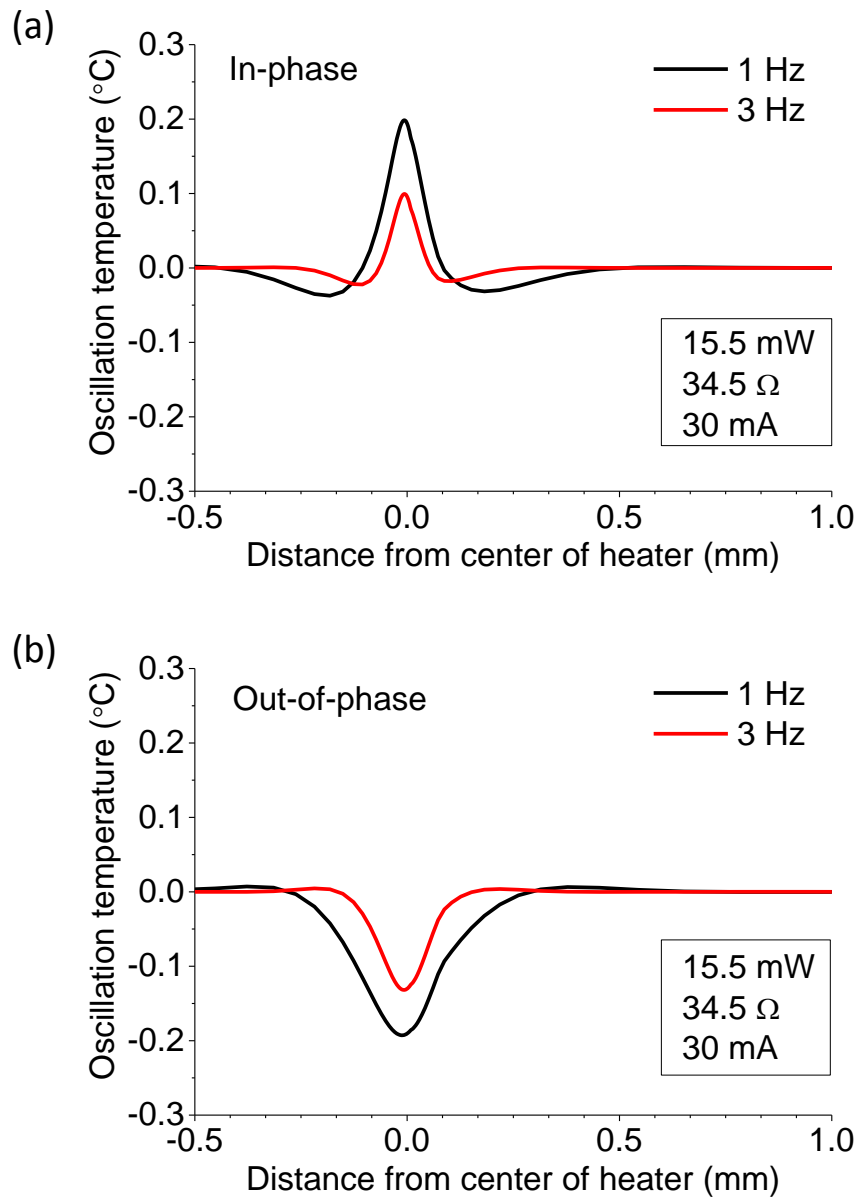 (a)
In-phase
1 Hz
3 Hz
0.3
0.2
0.1
0.0
-0.1
-0.2
-0.3
Oscillation temperature (°C)
15.5 mW
34.5 Ω
30 mA
-0.5
0.0
0.5
1.0
Distance from center of heater (mm)
(b)
Out-of-phase
1 Hz
3 Hz
0.3
0.2
0.1
0.0
-0.1
-0.2
-0.3
Oscillation temperature (°C)
15.5 mW
34.5 Ω
30 mA
-0.5
0.0
0.5
1.0
Distance from center of heater (mm)